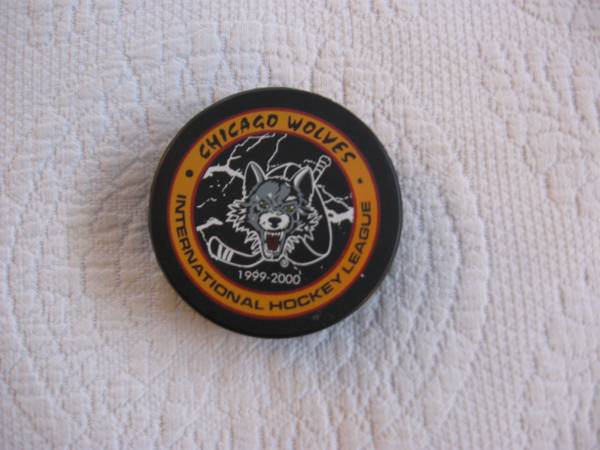 CHICAGO WOLVES
1999-2000
INTERNATIONAL HOCKEY LEAGUE